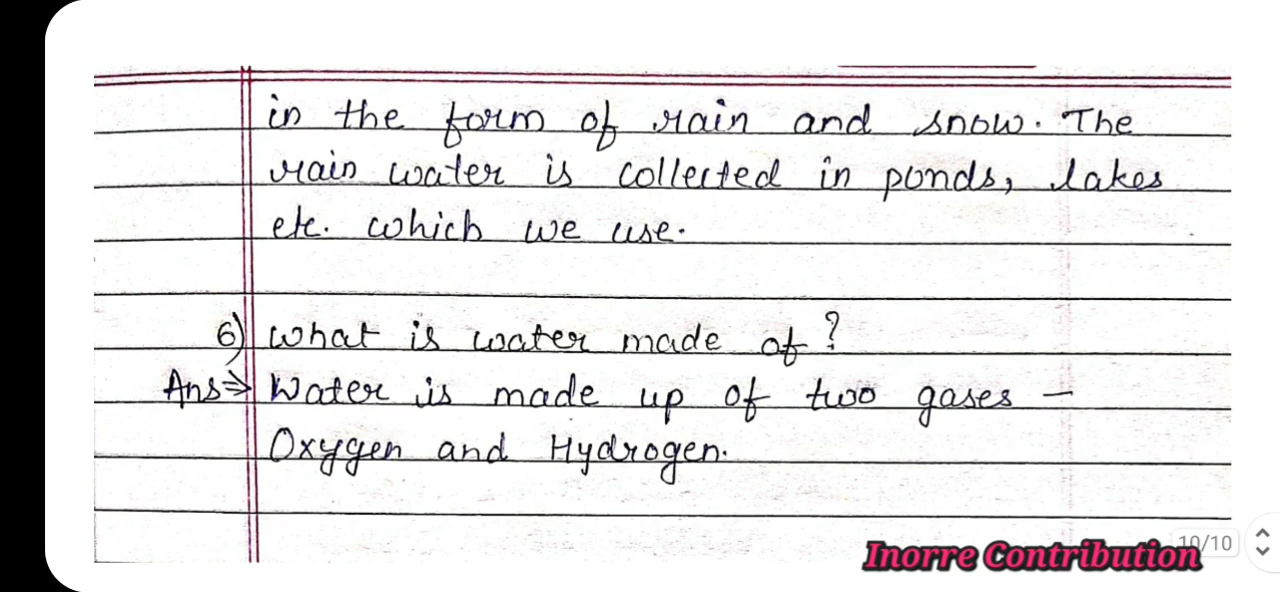 in the form of rain and snow. The
rain water is collected in ponds, lakes
etc. which we use.
6) What is water made of?
Ans⇒ Water is made up of two gases –
Oxygen and Hydrogen.
10/10
Inorre Contribution